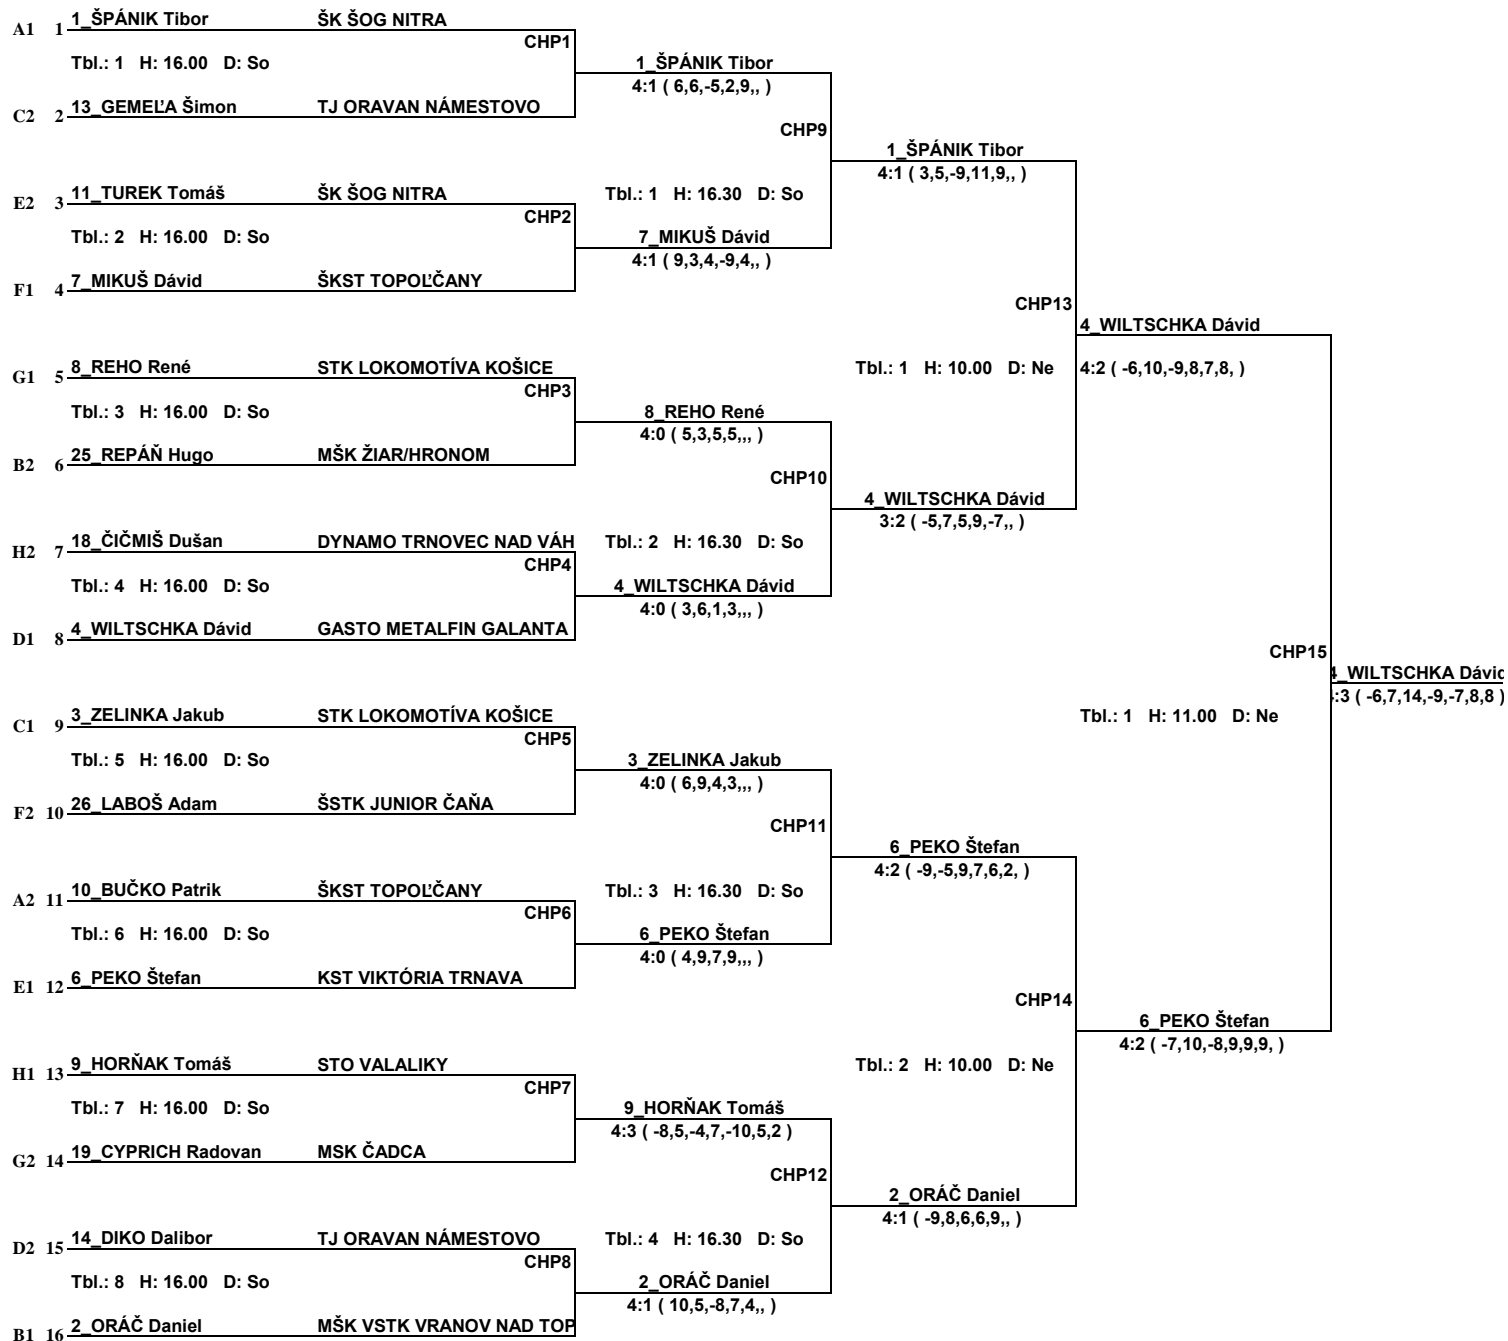 A1 1 1_ŠPÁNIK Tibor ŠK ŠOG NITRA
CHP1
Tbl.: 1 H: 16.00 D: So 1_ŠPÁNIK Tibor
4:1 ( 6,6,-5,2,9,, )
C2 2 13_GEMEĽA Šimon TJ ORAVAN NÁMESTOVO
CHP9
1_ŠPÁNIK Tibor
4:1 ( 3,5,-9,11,9,, )
E2 3 11_TUREK Tomáš ŠK ŠOG NITRA Tbl.: 1 H: 16.30 D: So
CHP2
Tbl.: 2 H: 16.00 D: So 7_MIKUŠ Dávid
4:1 ( 9,3,4,-9,4,, )
F1 4 7_MIKUŠ Dávid ŠKST TOPOĽČANY
CHP13
4_WILTSCHKA Dávid
G1 5 8_REHO René STK LOKOMOTÍVA KOŠICE Tbl.: 1 H: 10.00 D: Ne 4:2 ( -6,10,-9,8,7,8, )
CHP3
Tbl.: 3 H: 16.00 D: So 8_REHO René
4:0 ( 5,3,5,5,,, )
B2 6 25_REPÁŇ Hugo MŠK ŽIAR/HRONOM
CHP10
4_WILTSCHKA Dávid
3:2 ( -5,7,5,9,-7,, )
H2 7 18_ČIČMIŠ Dušan DYNAMO TRNOVEC NAD VÁH Tbl.: 2 H: 16.30 D: So
CHP4
Tbl.: 4 H: 16.00 D: So 4_WILTSCHKA Dávid
4:0 ( 3,6,1,3,,, )
D1 8 4_WILTSCHKA Dávid GASTO METALFIN GALANTA
CHP15
4_WILTSCHKA Dávid
:3 ( -6,7,14,-9,-7,8,8 )
C1 9 3_ZELINKA Jakub STK LOKOMOTÍVA KOŠICE Tbl.: 1 H: 11.00 D: Ne
CHP5
Tbl.: 5 H: 16.00 D: So 3_ZELINKA Jakub
4:0 ( 6,9,4,3,,, )
F2 10 26_LABOŠ Adam ŠSTK JUNIOR ČAŇA
CHP11
6_PEKO Štefan
4:2 ( -9,-5,9,7,6,2, )
A2 11 10_BUČKO Patrik ŠKST TOPOĽČANY Tbl.: 3 H: 16.30 D: So
CHP6
Tbl.: 6 H: 16.00 D: So 6_PEKO Štefan
4:0 ( 4,9,7,9,,, )
E1 12 6_PEKO Štefan KST VIKTÓRIA TRNAVA
CHP14
6_PEKO Štefan
4:2 ( -7,10,-8,9,9,9, )
H1 13 9_HORŇAK Tomáš STO VALALIKY Tbl.: 2 H: 10.00 D: Ne
CHP7
Tbl.: 7 H: 16.00 D: So 9_HORŇAK Tomáš
4:3 ( -8,5,-4,7,-10,5,2 )
G2 14 19_CYPRICH Radovan MSK ČADCA
CHP12
2_ORÁČ Daniel
4:1 ( -9,8,6,6,9,, )
D2 15 14_DIKO Dalibor TJ ORAVAN NÁMESTOVO Tbl.: 4 H: 16.30 D: So
CHP8
Tbl.: 8 H: 16.00 D: So 2_ORÁČ Daniel
4:1 ( 10,5,-8,7,4,, )
B1 16 2_ORÁČ Daniel MŠK VSTK VRANOV NAD TOP